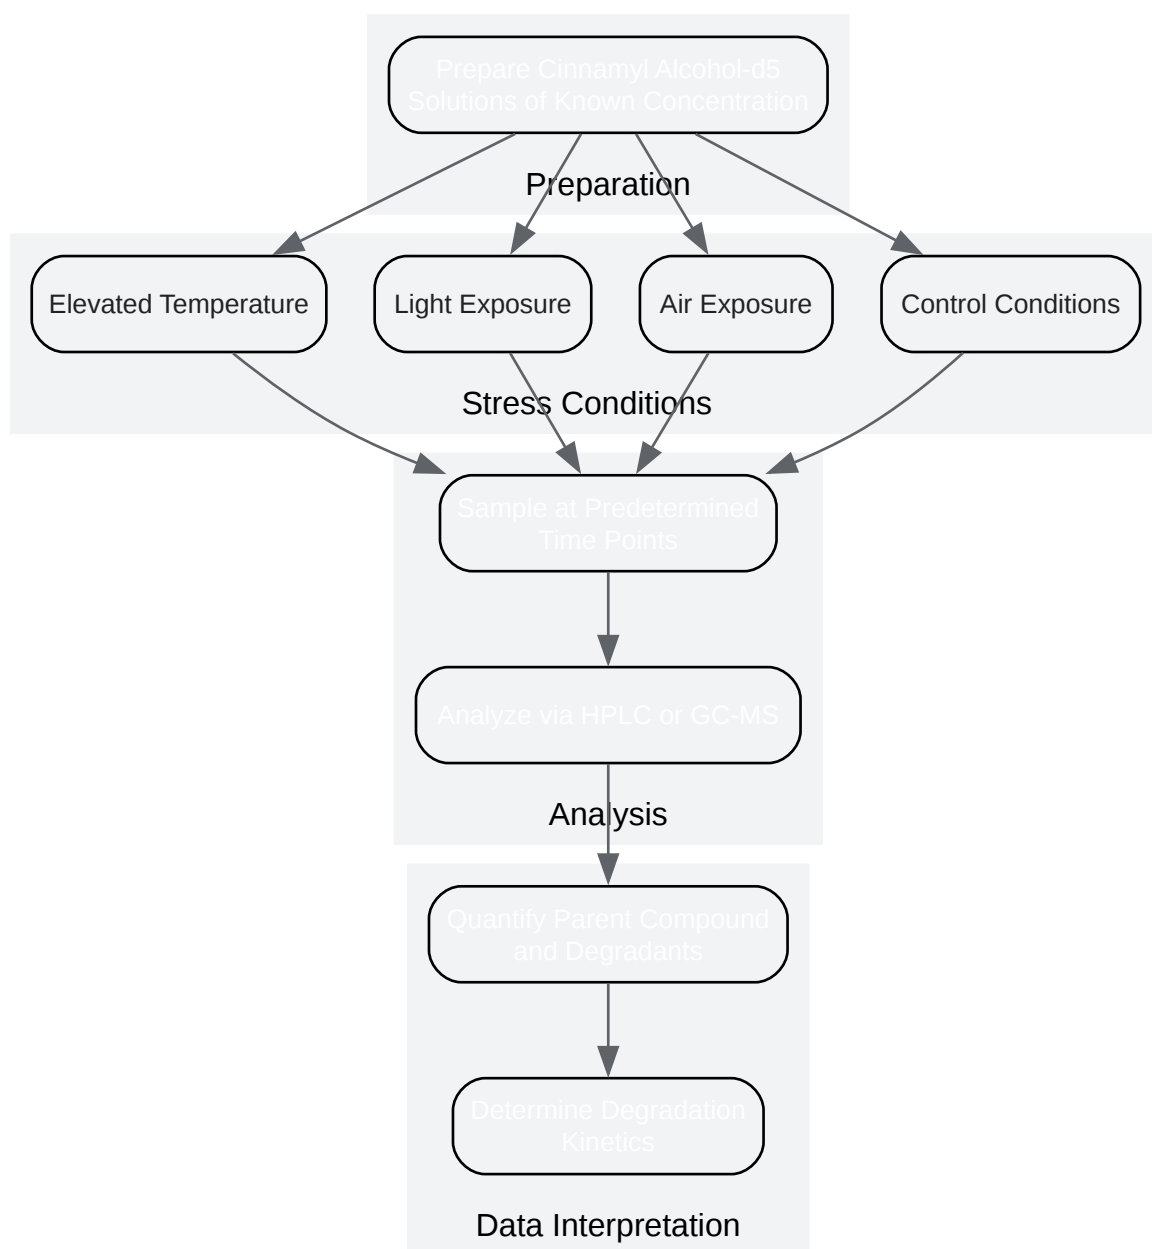 Prepare Cinnamyl Alcohol-d5
Solutions of Known Concentration
Preparation
Elevated Temperature
Light Exposure
Air Exposure
Control Conditions
Stress Conditions
Sample at Predetermined
Time Points
Analyze via HPLC or GC-MS
Analysis
Quantify Parent Compound
and Degradants
Determine Degradation
Kinetics
Data Interpretation